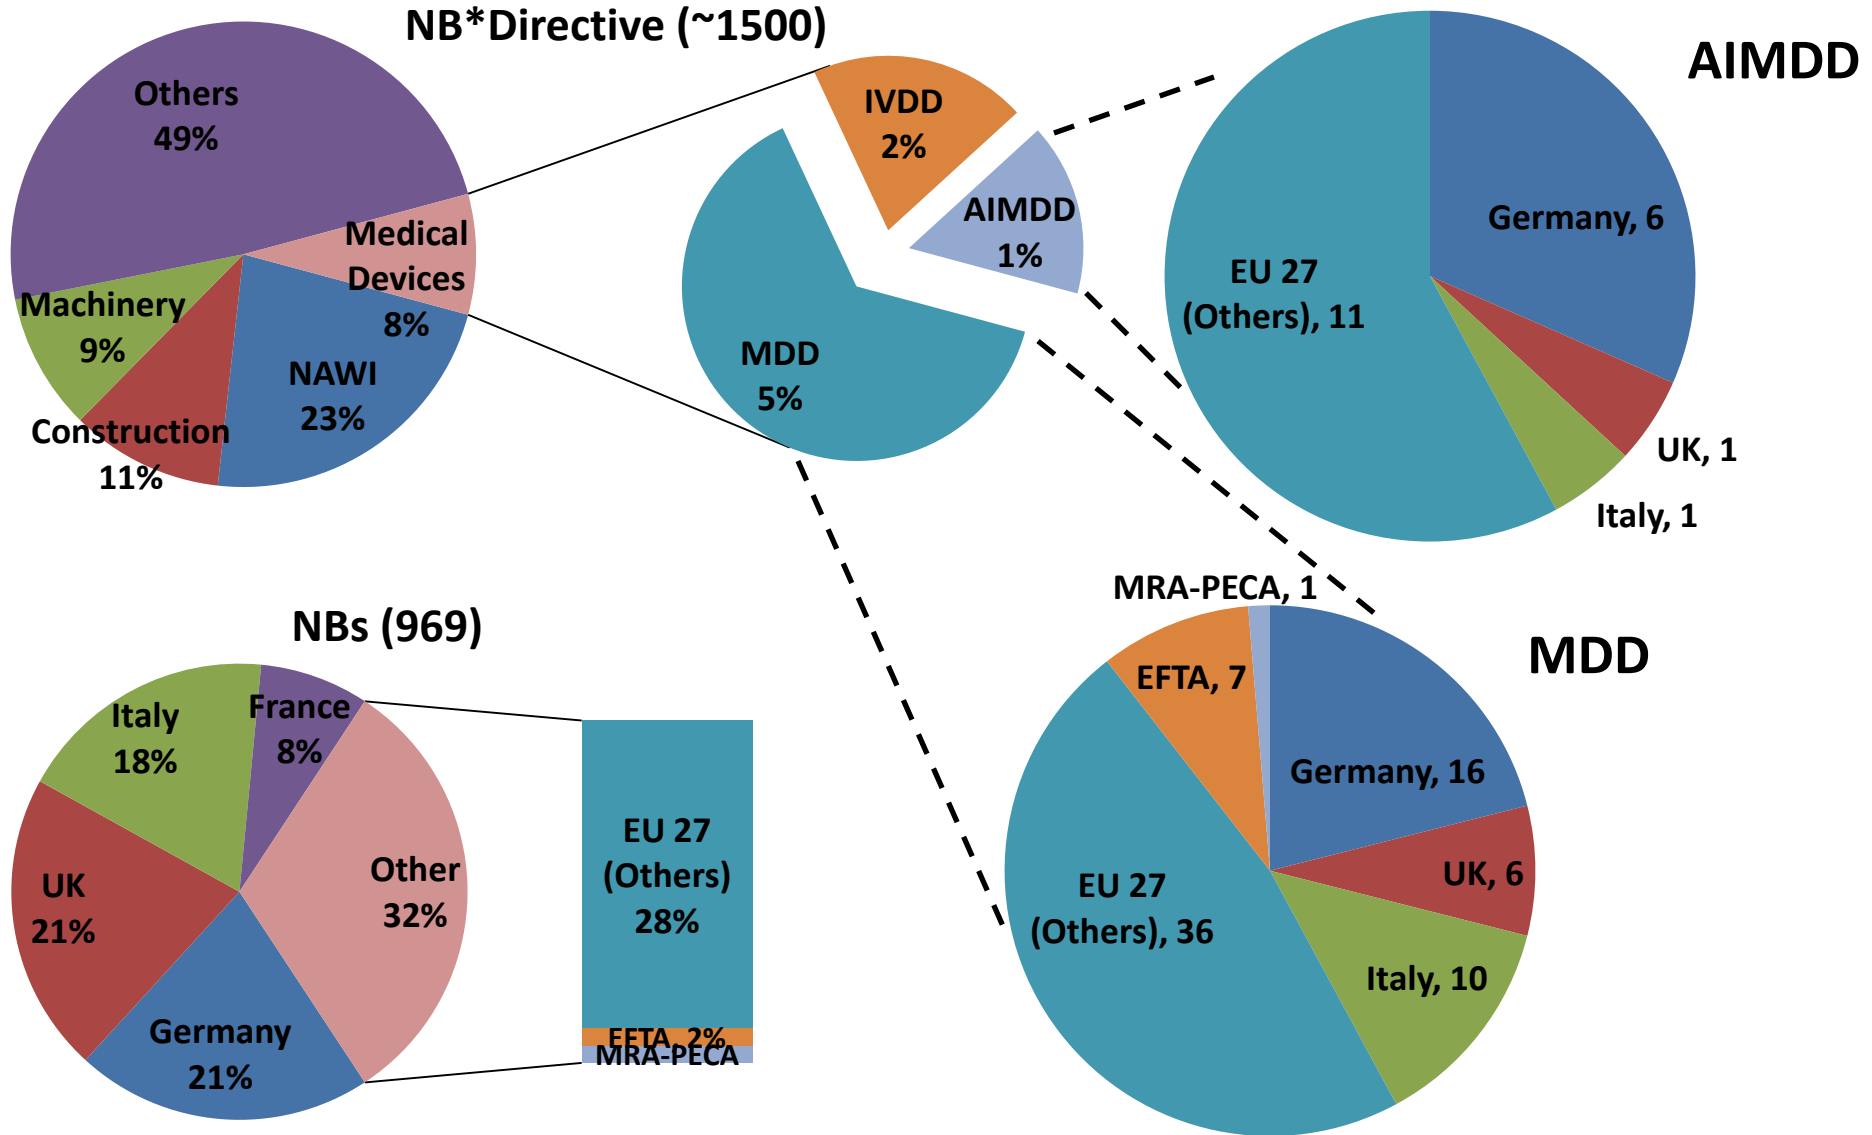 NB*Directive (~1500)
Others
49%
Medical
Devices
8%
Machinery
9%
Construction
11%
NAWI
23%
IVDD
2%
AIMDD
1%
MDD
5%
AIMDD
Germany, 6
EU 27
(Others), 11
UK, 1
Italy, 1
NBs (969)
Italy
18%
France
8%
UK
21%
Other
32%
Germany
21%
EU 27
(Others)
28%
EFTA, 2%
MRA-PECA
MDD
MRA-PECA, 1
EFTA, 7
Germany, 16
UK, 6
EU 27
(Others), 36
Italy, 10